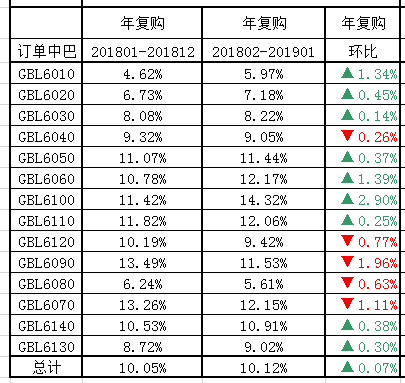 年复购 年复购 年复购
订单中巴 201801-201812 201802-201901 环比
GBL6010 4.62% 5.97% ▲ 1.34%
GBL6020 6.73% 7.18% ▲ 0.45%
GBL6030 8.08% 8.22% ▲ 0.14%
GBL6040 9.32% 9.05% ▼ 0.26%
GBL6050 11.07% 11.44% ▲ 0.37%
GBL6060 10.78% 12.17% ▲ 1.39%
GBL6100 11.42% 14.32% ▲ 2.90%
GBL6110 11.82% 12.06% ▲ 0.25%
GBL6120 10.19% 9.42% ▼ 0.77%
GBL6090 13.49% 11.53% ▼ 1.96%
GBL6080 6.24% 5.61% ▼ 0.63%
GBL6070 13.26% 12.15% ▼ 1.11%
GBL6140 10.53% 10.91% ▲ 0.38%
GBL6130 8.72% 9.02% ▲ 0.30%
总计 10.05% 10.12% ▲ 0.07%